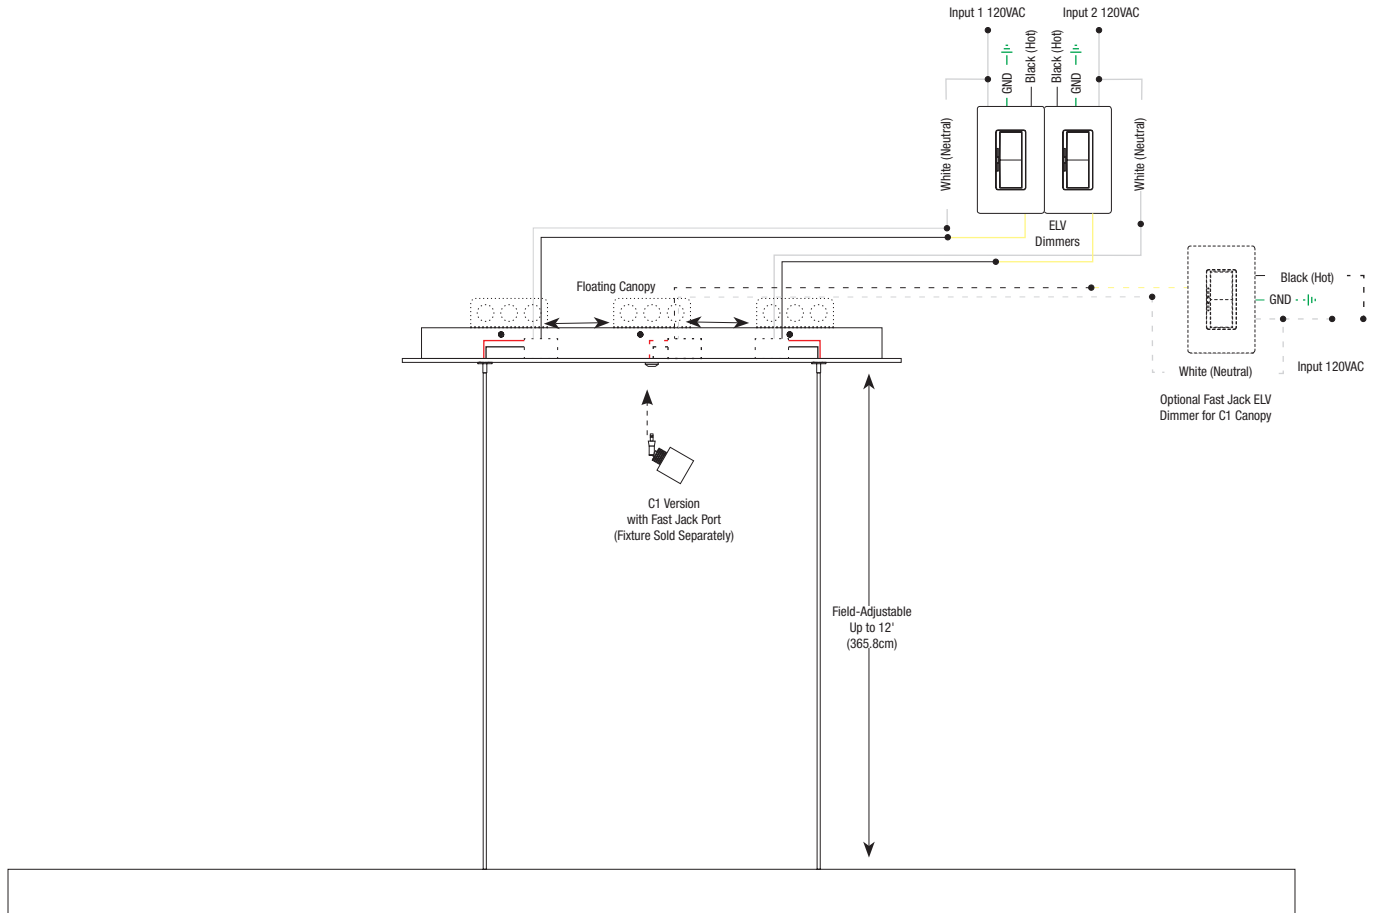 Input 1 120VAC
Input 2 120VAC
GND
Black (Hot)
Black (Hot)
GND
White (Neutral)
White (Neutral)
ELV
Dimmers
Floating Canopy
Black (Hot)
GND
White (Neutral)
Input 120VAC
Optional Fast Jack ELV
Dimmer for C1 Canopy
C1 Version
with Fast Jack Port
(Fixture Sold Separately)
Field-Adjustable
Up to 12'
(365.8cm)